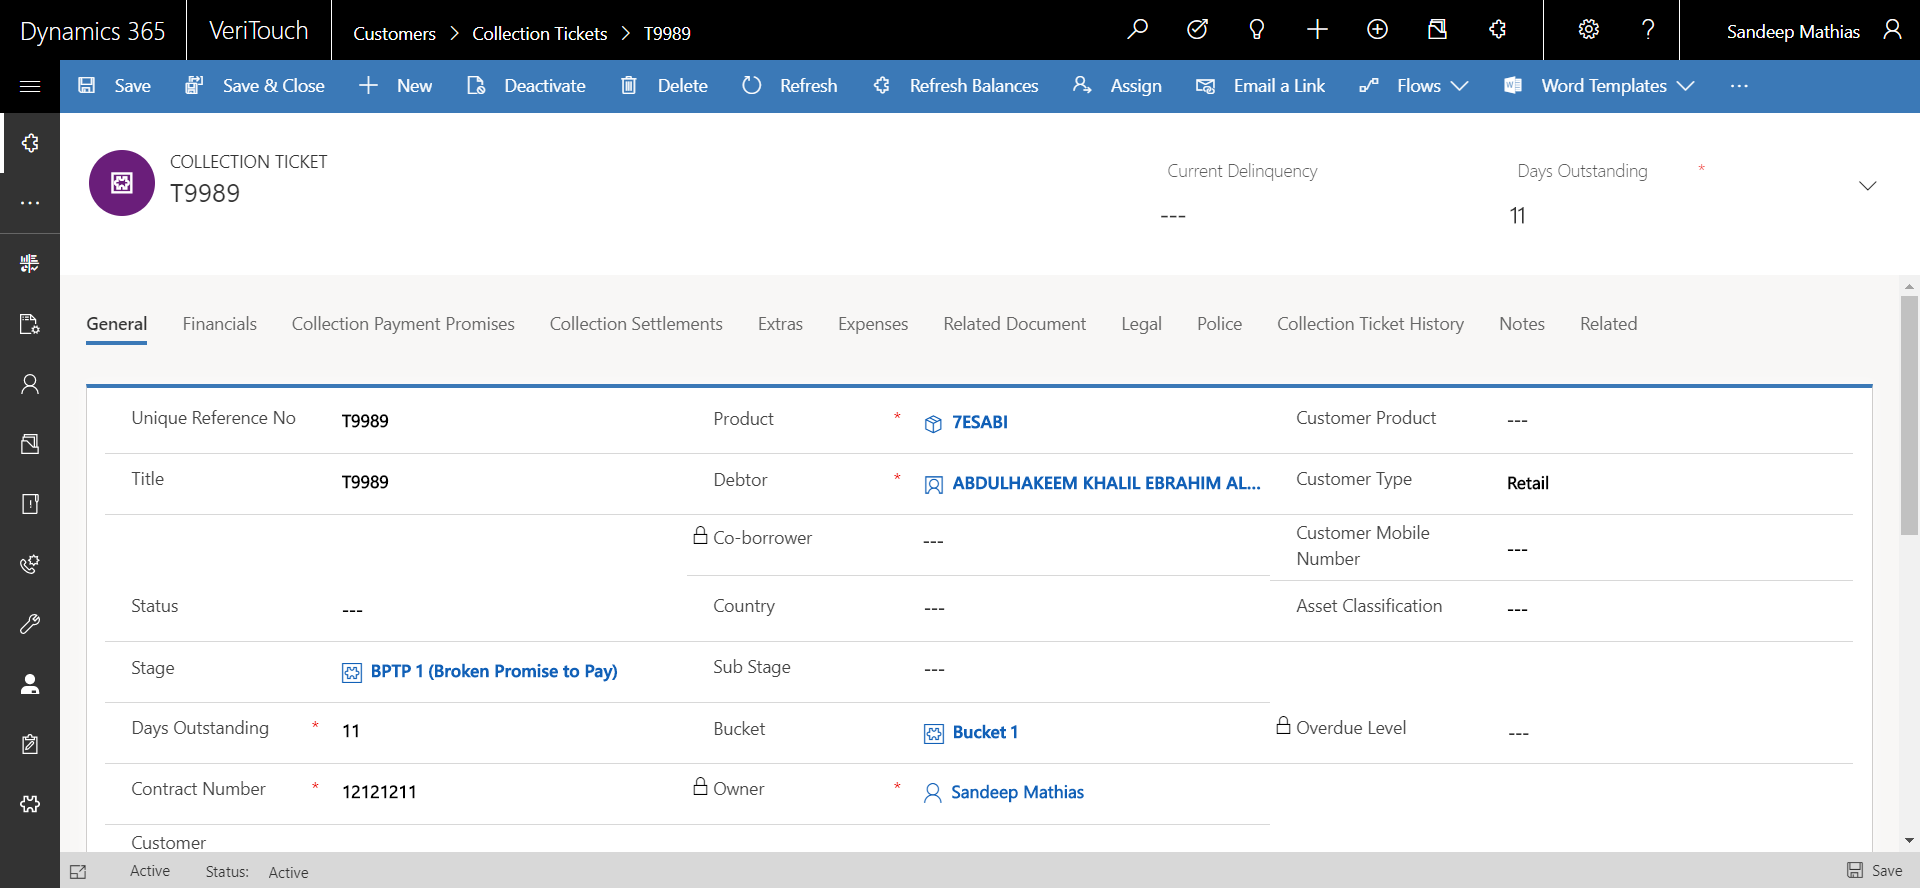 Dynamics 365 VeriTouch Customers > Collection Tickets > T9989 Sandeep Mathias
Save Save & Close New Deactivate Delete Refresh Refresh Balances Assign Email a Link Flows Word Templates ...
COLLECTION TICKET
T9989
Current Delinquency
---
Days Outstanding *
11
General Financials Collection Payment Promises Collection Settlements Extras Expenses Related Document Legal Police Collection Ticket History Notes Related
Unique Reference No T9989 Product * 7ESABI Customer Product ---
Title T9989 Debtor * ABDULHAKEEM KHALIL EBRAHIM AL... Customer Type Retail
Co-borrower --- Customer Mobile
Number ---
Status --- Country --- Asset Classification ---
Stage BPTP 1 (Broken Promise to Pay) Sub Stage ---
Days Outstanding * 11 Bucket Bucket 1 Overdue Level ---
Contract Number * 12121211 Owner * Sandeep Mathias
Customer
Active Status: Active Save